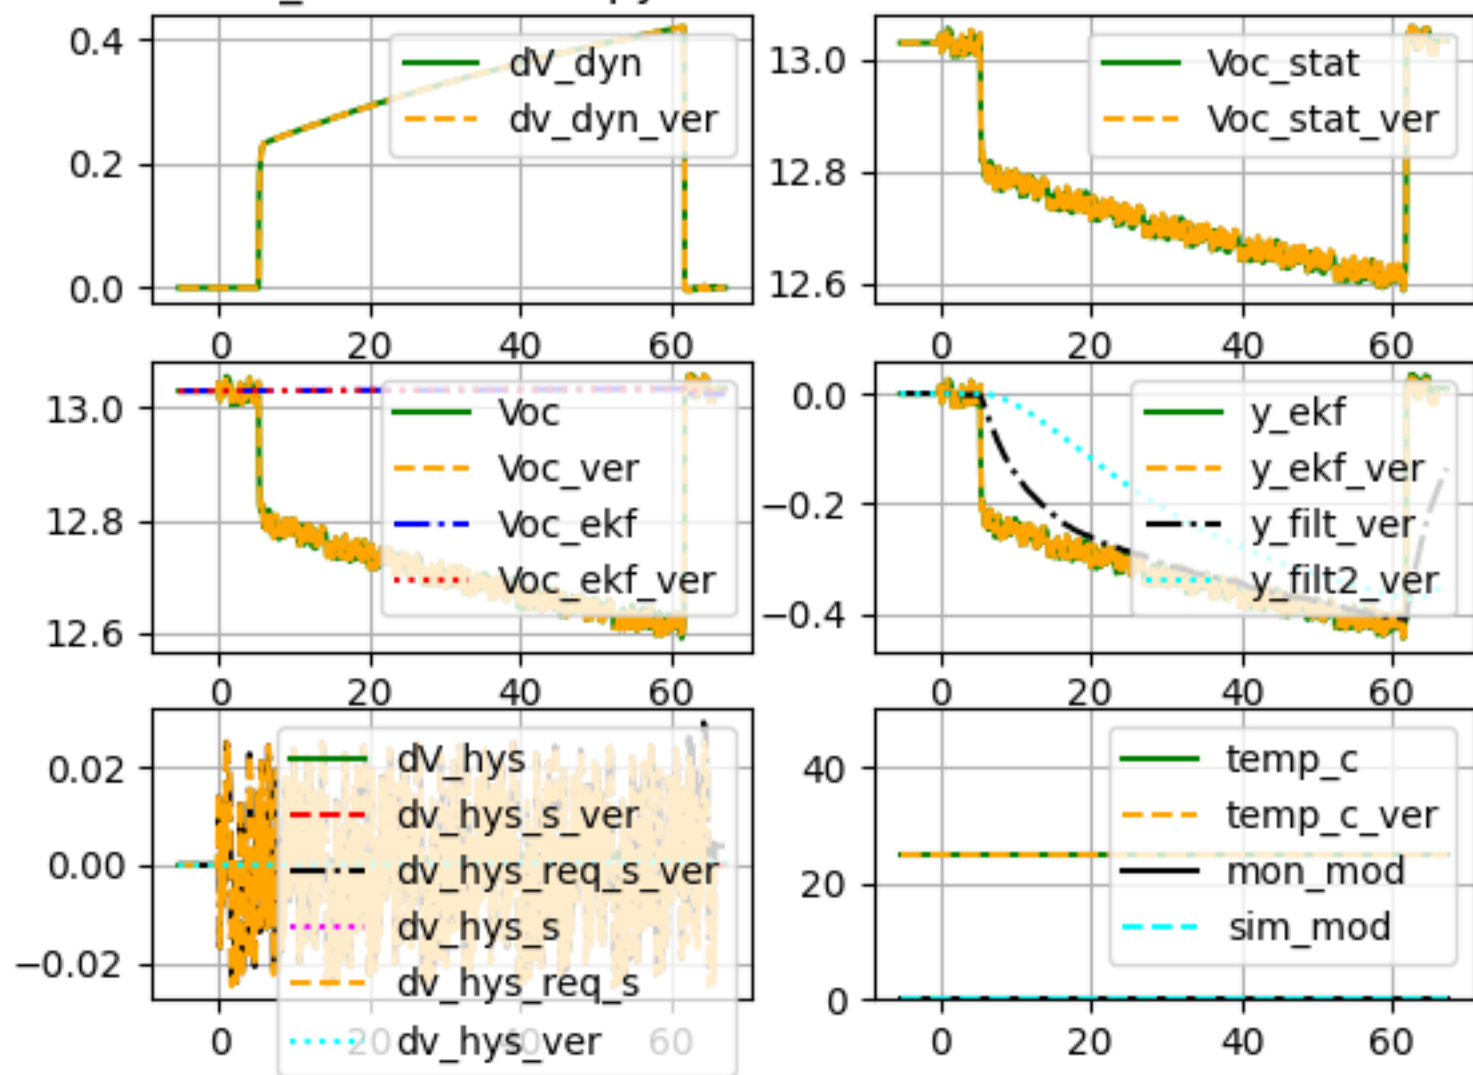 0.4
0.2
0.0
dV_dyn
dv_dyn_ver
0
20
40
60
13.0
12.8
12.6
Voc_stat
Voc_stat_ver
0
20
40
60
13.0
12.8
12.6
Voc
Voc_ver
Voc_ekf
Voc_ekf_ver
0
20
40
60
0.0
−0.2
−0.4
y_ekf
y_ekf_ver
y_filt_ver
y_filt2_ver
0
20
40
60
0.02
0.00
−0.02
dV_hys
dv_hys_s_ver
dv_hys_req_s_ver
dv_hys_s
dv_hys_req_s
dv_hys_ver
0
20
40
60
40
20
0
temp_c
temp_c_ver
mon_mod
sim_mod
0
20
40
60